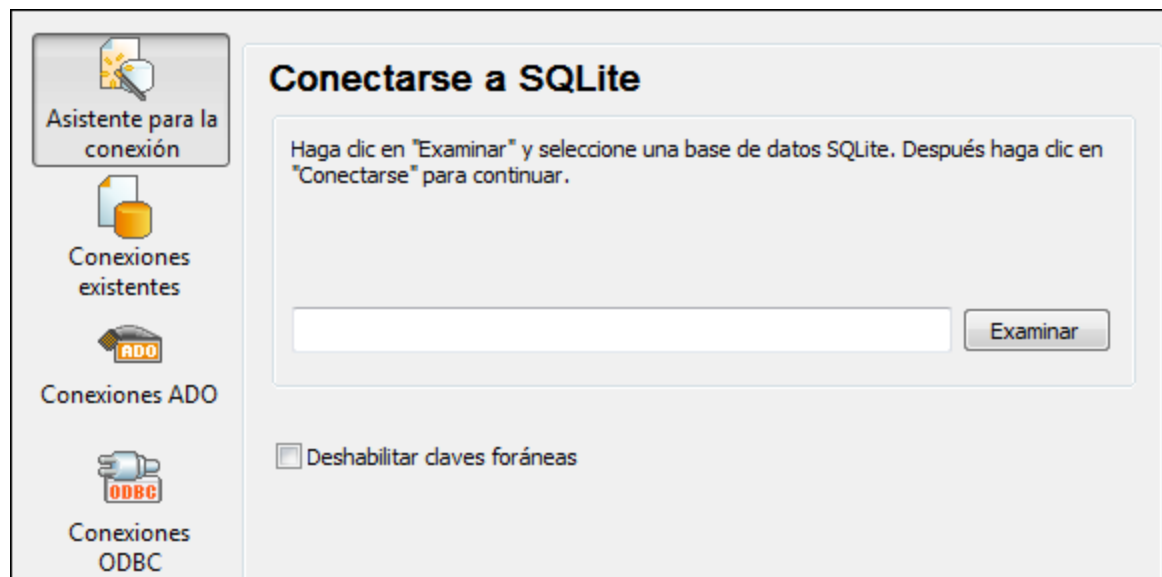 Asistente para la
conexión
Conexiones
existentes
ADO
Conexiones ADO
ODBC
Conexiones
ODBC
Conectarse a SQLite
Haga clic en "Examinar" y seleccione una base de datos SQLite. Después haga clic en
"Conectarse" para continuar.
Examinar
Deshabilitar claves foráneas